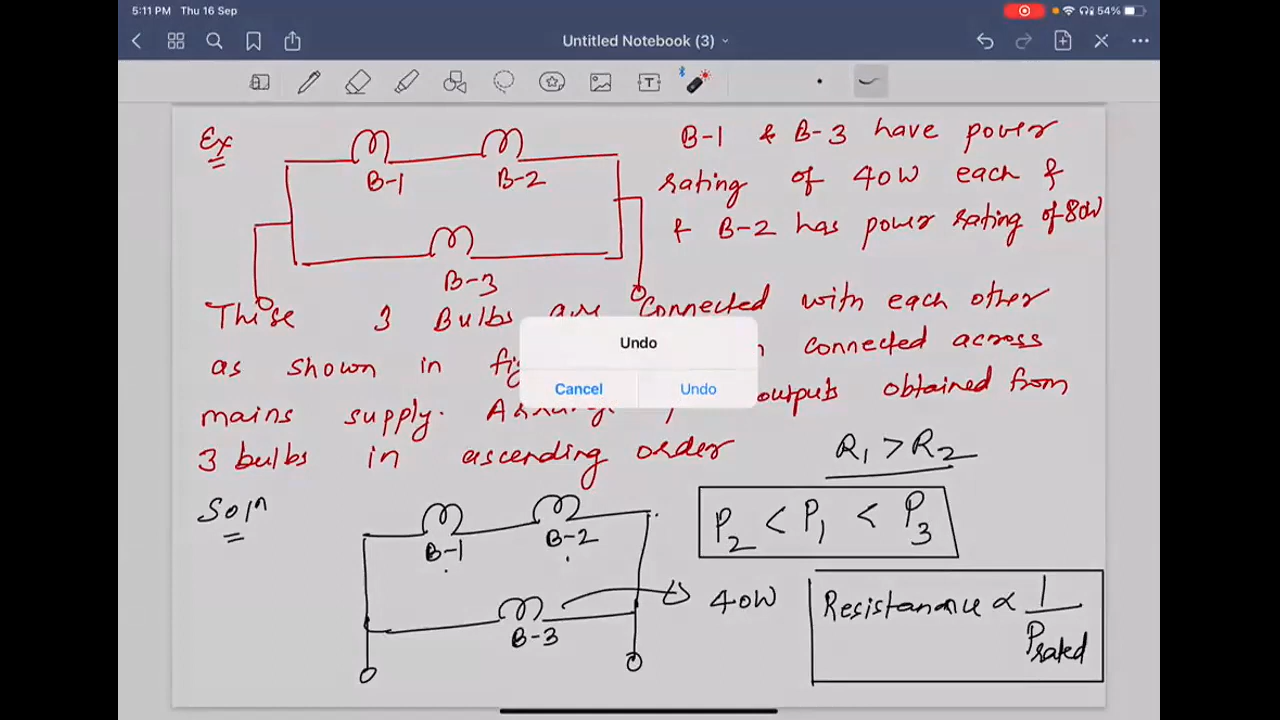 5:11 PM Thu 16 Sep
54%
Untitled Notebook (3)
Ex
B-1 & B-3 have power
rating of 40W each &
& B-2 has power rating of 80W
B-1 B-2
B-3
These 3 Bulbs are connected with each other
as shown in connected across
mains supply. outputs obtained from
3 bulbs in ascending order
Undo
Cancel Undo
R1 > R2
Soln
B-1 B-2
P2 < P1 < P3
B-3
40W
Resistanance ∝ 1/Prated